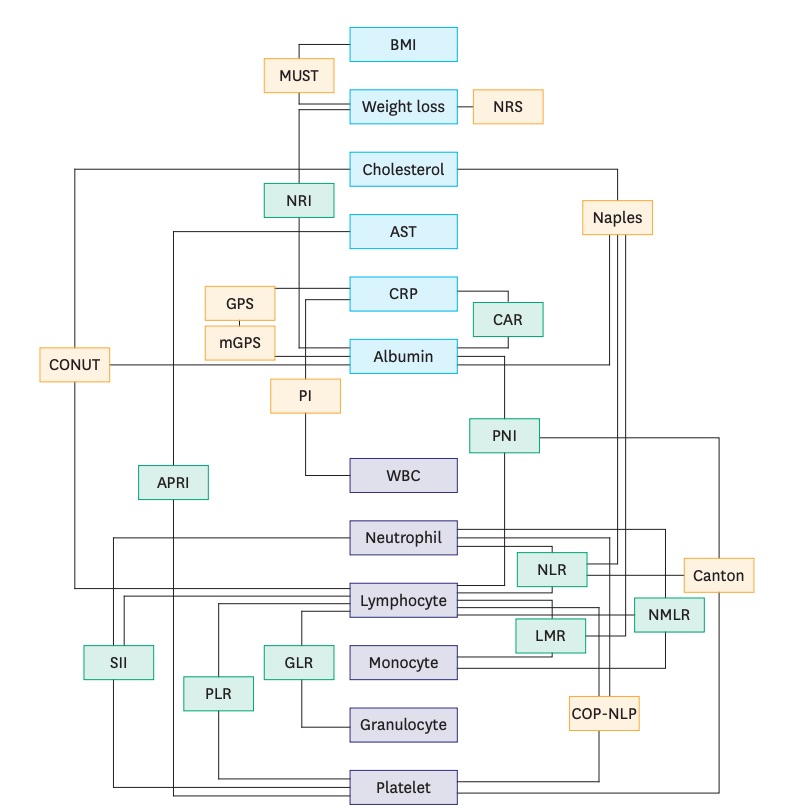 BMI
MUST
Weight loss
NRS
Cholesterol
NRI
Naples
AST
CRP
GPS
CAR
mGPS
Albumin
CONUT
PI
PNI
WBC
APRI
Neutrophil
NLR
Canton
Lymphocyte
NMLR
LMR
SII
GLR
Monocyte
PLR
COP-NLP
Granulocyte
Platelet